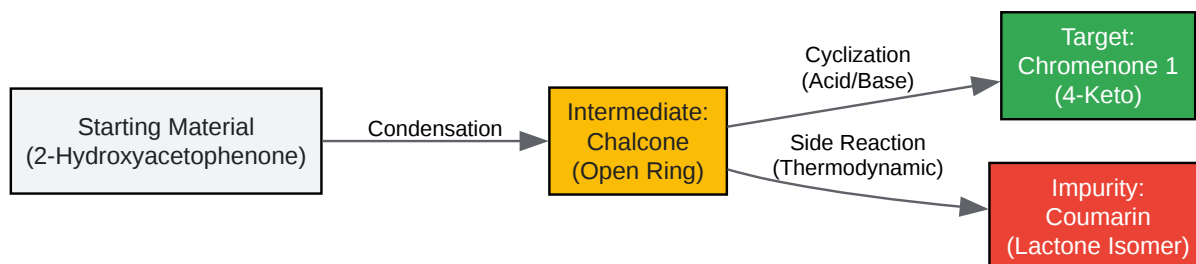 Starting Material
(2-Hydroxyacetophenone)
Condensation
Intermediate:
Chalcone
(Open Ring)
Cyclization
(Acid/Base)
Side Reaction
(Thermodynamic)
Target:
Chromenone 1
(4-Keto)
Impurity:
Coumarin
(Lactone Isomer)